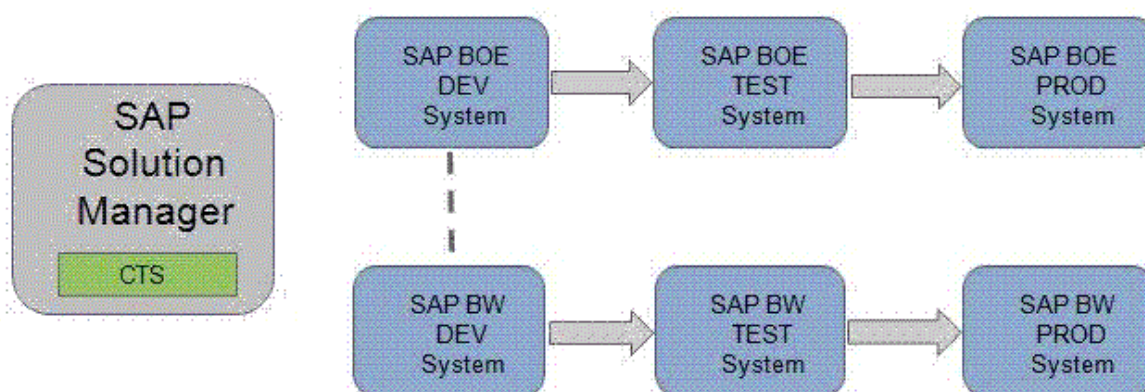 SAP
Solution
Manager
CTS
SAP BOE
DEV
System
SAP BOE
TEST
System
SAP BOE
PROD
System
SAP BW
DEV
System
SAP BW
TEST
System
SAP BW
PROD
System